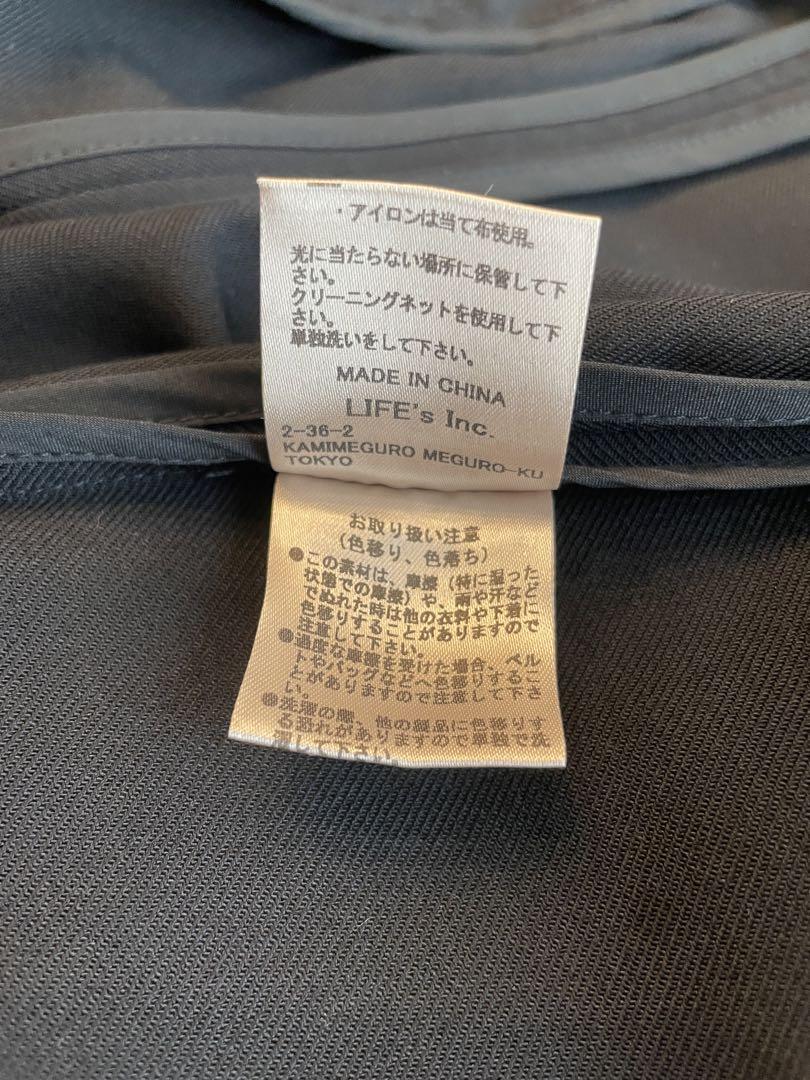 ・アイロンは当て布使用。
光に当たらない場所に保管して下
さい。
クリーニングネットを使用して下
さい。
単独洗いをして下さい。
MADE IN CHINA
LIFE's Inc.
2-36-2
KAMIMEGURO MEGURO-KU
TOKYO
お取り扱い注意
(色移り、色落ち)
●この素材は、摩擦(特に湿った
状態での摩擦)や、雨や汗など
でぬれた時は他の衣料や下着に
色移りすることがありますので
注意して下さい。
●過度な摩擦を受けた場合、ベル
トやバッグなどへ色移りするこ
とがありますので注意して下さ
い。
●洗濯の際、他の製品に色移りす
る恐れがありますので単独で洗
濯して下さい。